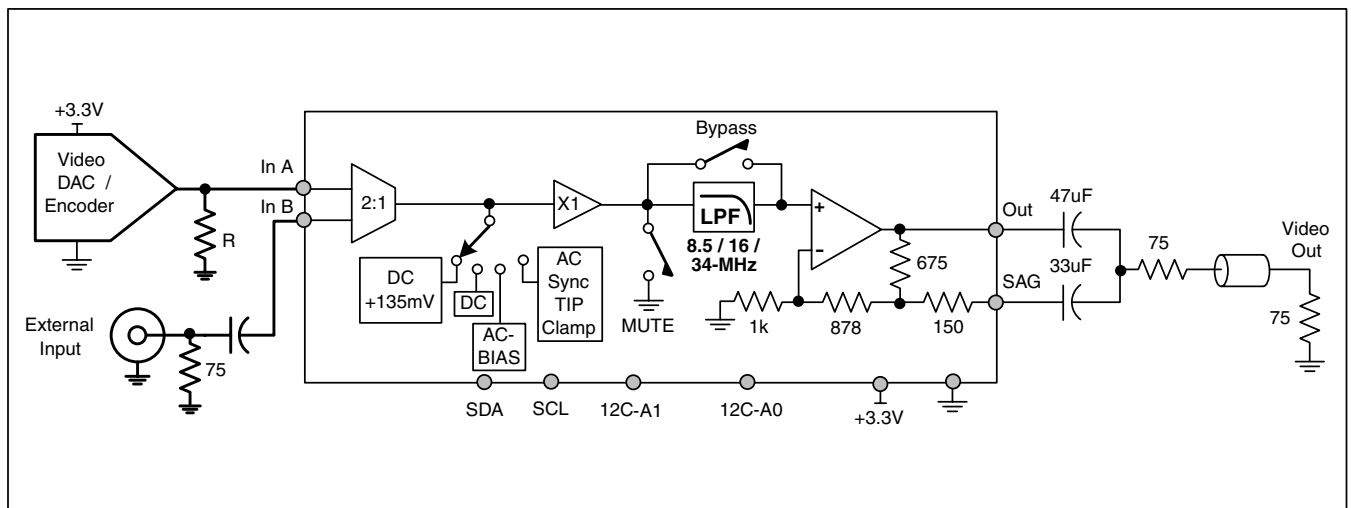 +3.3V
Video
DAC /
Encoder
R
In A
In B
External
Input
75
2:1
DC
+135mV
DC
AC-
BIAS
AC
Sync
TIP
Clamp
X1
MUTE
Bypass
LPF
8.5 / 16 /
34-MHz
+
-
1k
878
675
150
Out
SAG
47uF
33uF
75
Video
Out
75
SDA
SCL
12C-A1
12C-A0
+3.3V